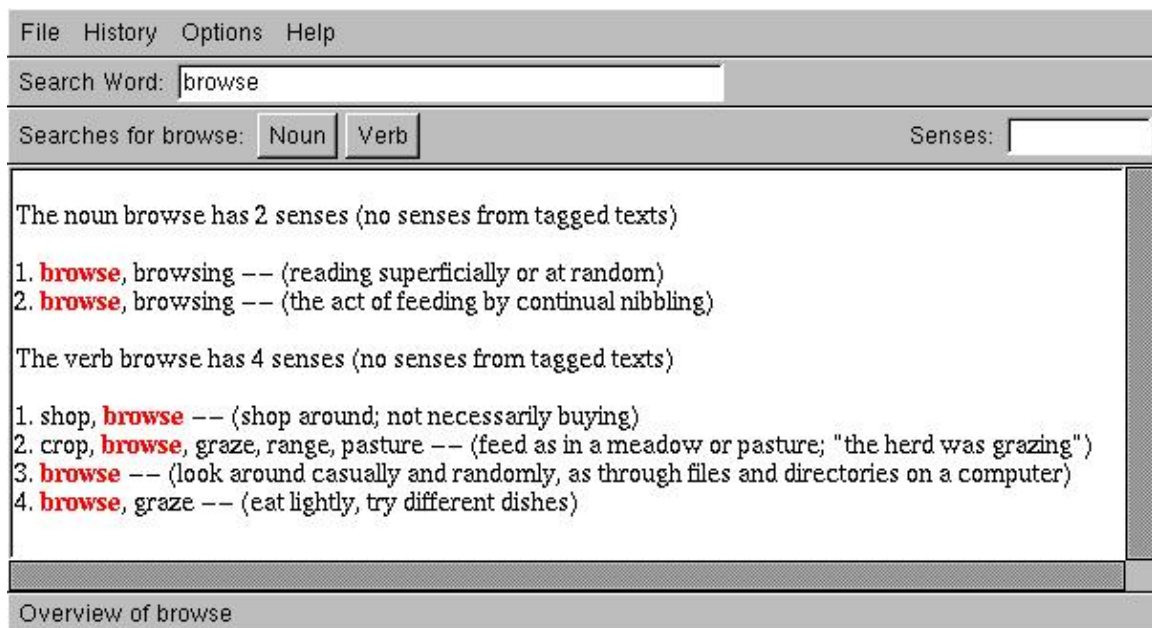 File History Options Help
Search Word: browse
Searches for browse: Noun Verb Senses:
The noun browse has 2 senses (no senses from tagged texts)
1. browse, browsing −− (reading superficially or at random)
2. browse, browsing −− (the act of feeding by continual nibbling)
The verb browse has 4 senses (no senses from tagged texts)
1. shop, browse −− (shop around; not necessarily buying)
2. crop, browse, graze, range, pasture −− (feed as in a meadow or pasture; "the herd was grazing")
3. browse −− (look around casually and randomly, as through files and directories on a computer)
4. browse, graze −− (eat lightly, try different dishes)
Overview of browse